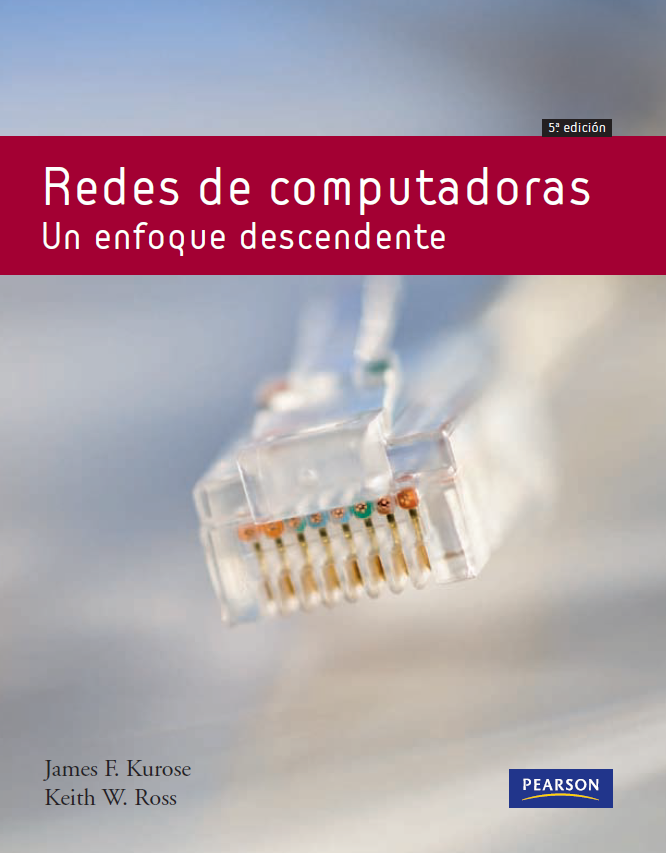 5ª edición
Redes de computadoras
Un enfoque descendente
James F. Kurose
Keith W. Ross
PEARSON